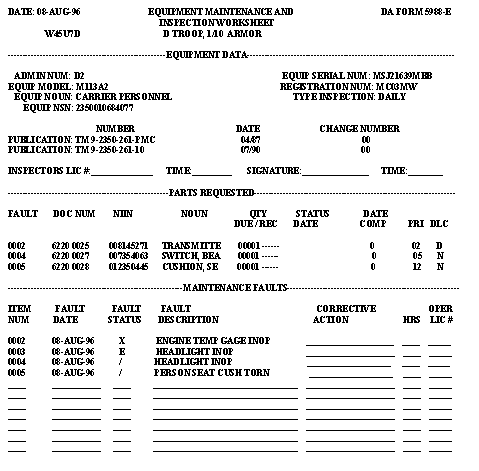 DATE: 08-AUG-96 EQUIPMENT MAINTENANCE AND DA FORM 5988-E
INSPECTION WORKSHEET
W45U7D D TROOP, 1/10 ARMOR
EQUIPMENT DATA
ADMIN NUM: D2 EQUIP SERIAL NUM: MSJ21639MBB
EQUIP MODEL: M113A2 REGISTRATION NUM: MC03MW
EQUIP NOUN: CARRIER PERSONNEL TYPE INSPECTION: DAILY
EQUIP NSN: 2350010684077
NUMBER DATE CHANGE NUMBER
PUBLICATION: TM 9-2350-261-PMC 04/87 00
PUBLICATION: TM 9-2350-261-10 07/90 00
INSPECTORS LIC #: TIME: SIGNATURE: TIME:
PARTS REQUESTED
FAULT DOC NUM NIIN NOUN QTY STATUS DATE
DUE/REC DATE COMP PRI DLC
0002 6220 0025 008145271 TRANSMITTE 00001 ------ 0 02 D
0004 6220 0027 007354063 SWITCH, BEA 00001 ------ 0 05 N
0005 6220 0028 012350445 CUSHION, SE 00001 ------ 0 12 N
MAINTENANCE FAULTS
ITEM FAULT FAULT FAULT CORRECTIVE OPER
NUM DATE STATUS DESCRIPTION ACTION HRS LIC #
0002 08-AUG-96 X ENGINE TEMP GAGE INOP
0003 08-AUG-96 E HEADLIGHT INOP
0004 08-AUG-96 / HEADLIGHT INOP
0005 08-AUG-96 / PERSON SEAT CUSH TORN